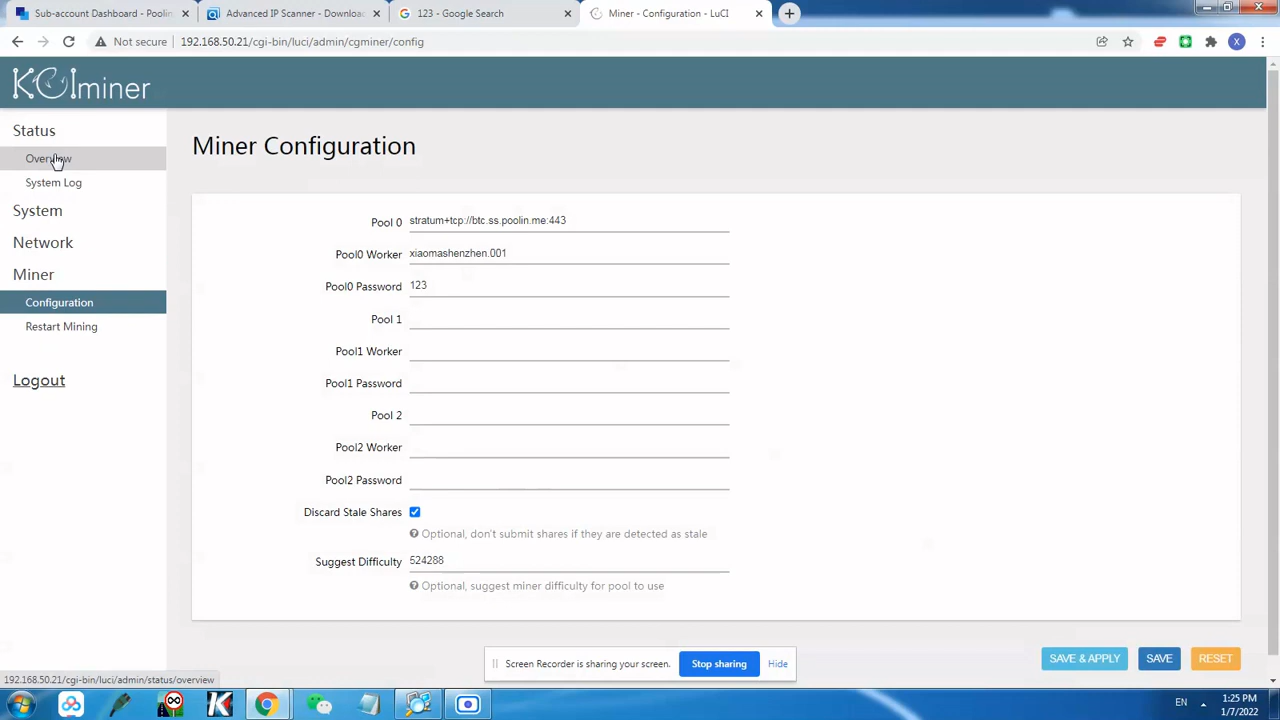 Sub-account Dashboard - Poolin
Advanced IP Scanner - Downloa
123 - Google Search
Miner - Configuration - LuCI
Not secure
192.168.50.21/cgi-bin/luci/admin/cgminer/config
X
KOIminer
Status
Overview
System Log
System
Network
Miner
Configuration
Restart Mining
Logout
Miner Configuration
Pool 0 stratum+tcp://btc.ss.poolin.me:443
Pool0 Worker xiaomashenzhen.001
Pool0 Password 123
Pool 1
Pool1 Worker
Pool1 Password
Pool 2
Pool2 Worker
Pool2 Password
Discard Stale Shares
Optional, don't submit shares if they are detected as stale
Suggest Difficulty 524288
Optional, suggest miner difficulty for pool to use
Screen Recorder is sharing your screen. Stop sharing Hide
SAVE & APPLY SAVE RESET
192.168.50.21/cgi-bin/luci/admin/status/overview
EN
1:25 PM
1/7/2022